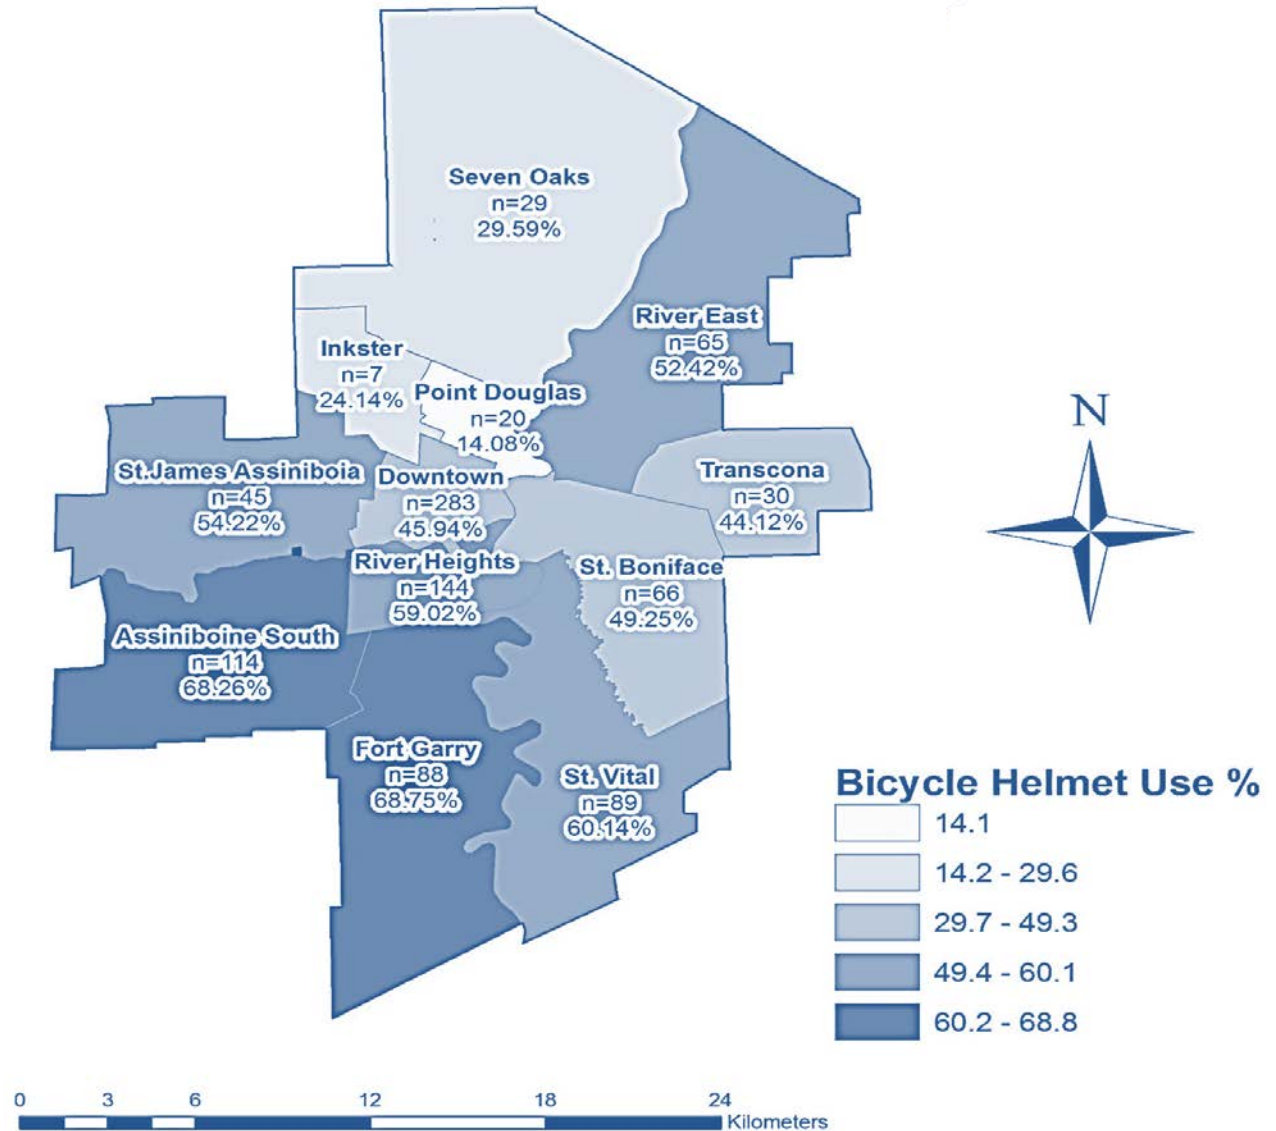 Seven Oaks
n=29
29.59%
River East
n=65
52.42%
Inkster
n=7
24.14%
Point Douglas
n=20
14.08%
St.James Assiniboia
n=45
54.22%
Downtown
n=283
45.94%
Transcona
n=30
44.12%
River Heights
n=144
59.02%
St. Boniface
n=66
49.25%
Assiniboine South
n=114
68.26%
Fort Garry
n=88
68.75%
St. Vital
n=89
60.14%
N
Bicycle Helmet Use %
14.1
14.2 - 29.6
29.7 - 49.3
49.4 - 60.1
60.2 - 68.8
0 3 6 12 18 24
Kilometers